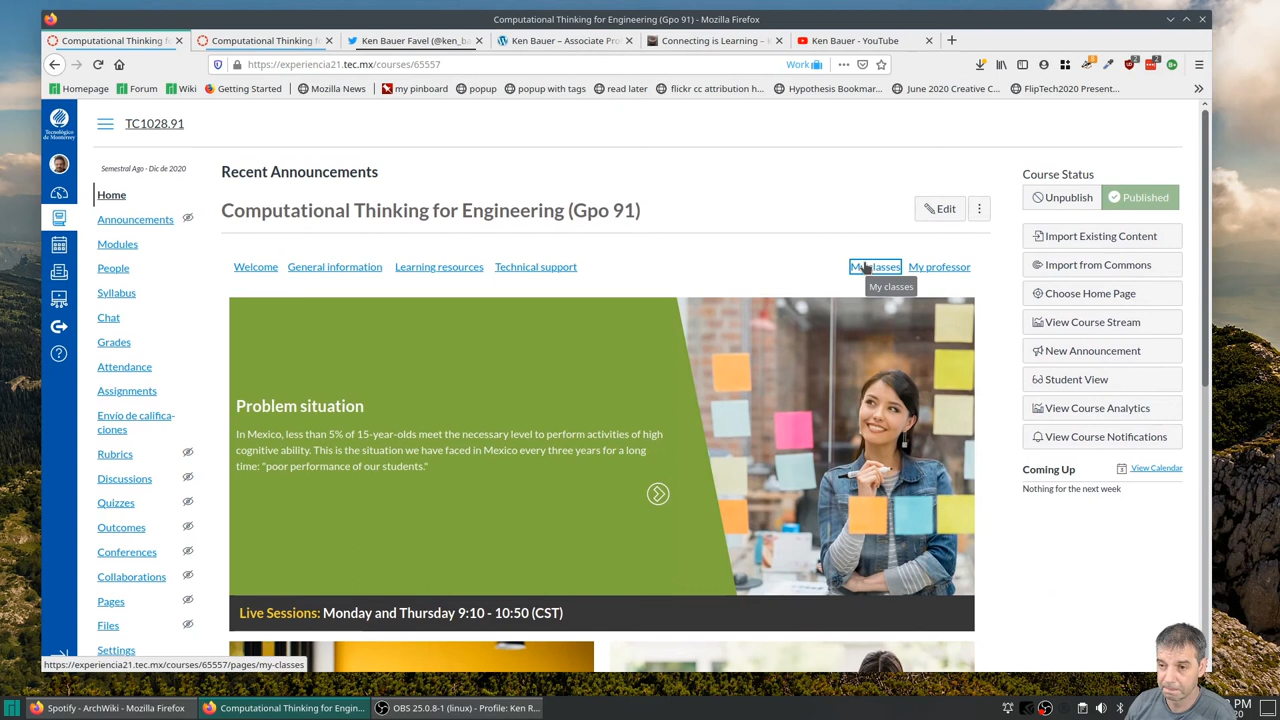 Computational Thinking for Engineering (Gpo 91) - Mozilla Firefox
Computational Thinking f
Computational Thinking fo
Ken Bauer Favel (@ken_ba
Ken Bauer – Associate Pro
Connecting is Learning –
Ken Bauer - YouTube
https://experiencia21.tec.mx/courses/65557
Work
Homepage
Forum
Wiki
Getting Started
Mozilla News
my pinboard
popup
popup with tags
read later
flickr cc attribution h...
Hypothesis Bookmar...
June 2020 Creative C...
FlipTech2020 Present...
Tecnológico
de Monterrey
TC1028.91
Semestral Ago - Dic de 2020
Home
Announcements
Modules
People
Syllabus
Chat
Grades
Attendance
Assignments
Envío de califica-
ciones
Rubrics
Discussions
Quizzes
Outcomes
Conferences
Collaborations
Pages
Files
Settings
Recent Announcements
Computational Thinking for Engineering (Gpo 91)
Edit
Welcome
General information
Learning resources
Technical support
My classes
My professor
My classes
Problem situation
In Mexico, less than 5% of 15-year-olds meet the necessary level to perform activities of high
cognitive ability. This is the situation we have faced in Mexico every three years for a long
time: "poor performance of our students."
Live Sessions: Monday and Thursday 9:10 - 10:50 (CST)
Course Status
Unpublish
Published
Import Existing Content
Import from Commons
Choose Home Page
View Course Stream
New Announcement
Student View
View Course Analytics
View Course Notifications
Coming Up
View Calendar
Nothing for the next week
https://experiencia21.tec.mx/courses/65557/pages/my-classes
Spotify - ArchWiki - Mozilla Firefox
Computational Thinking for Engin...
OBS 25.0.8-1 (linux) - Profile: Ken R...
PM